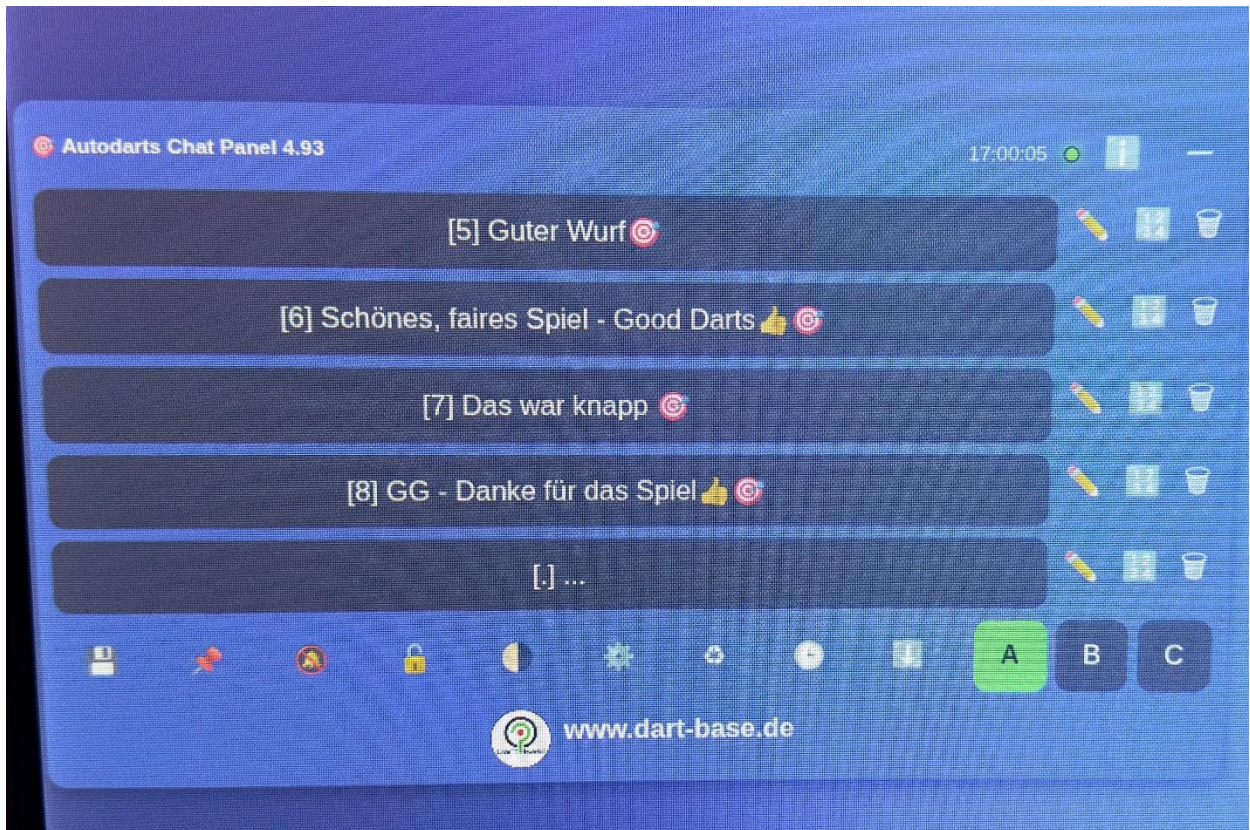 🎯 Autodarts Chat Panel 4.93
17:00:05
[5] Guter Wurf🎯
[6] Schönes, faires Spiel - Good Darts👍🎯
[7] Das war knapp 🎯
[8] GG - Danke für das Spiel👍🎯
[.] ...
A B C
www.dart-base.de